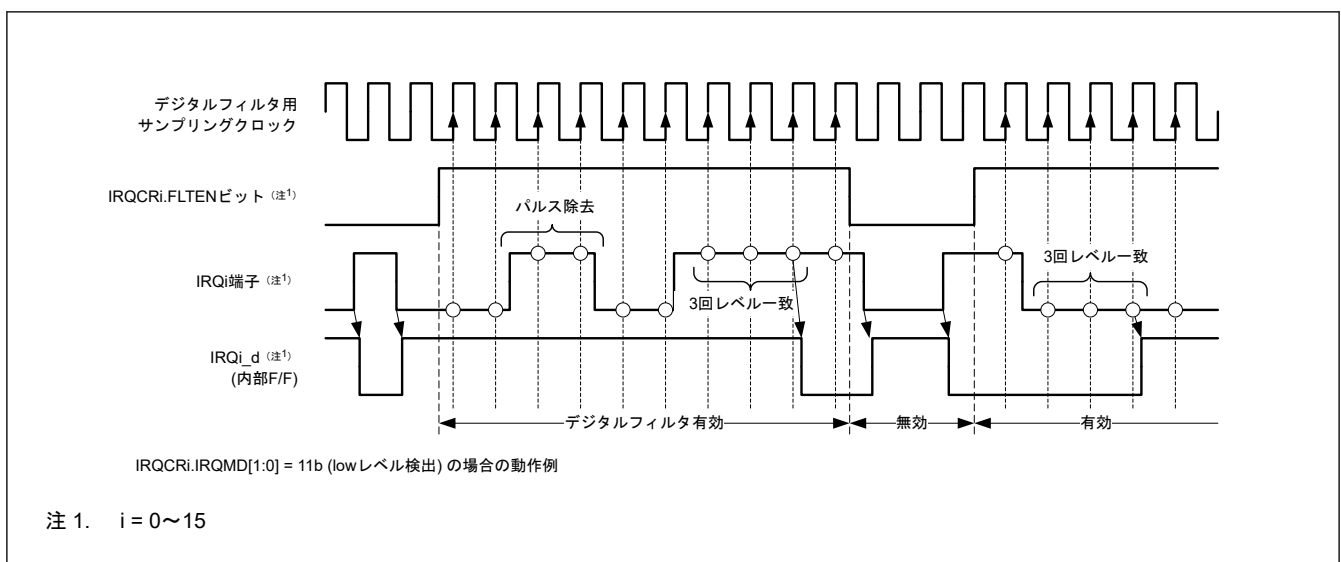 デジタルフィルタ用
サンプリングクロック
IRQCRi.FLTENビット（注1）
パルス除去
IRQi端子（注1）
3回レベル一致
3回レベル一致
IRQi_d（注1）
(内部F/F)
デジタルフィルタ有効
無効
有効
IRQCRi.IRQMD[1:0] = 11b (lowレベル検出) の場合の動作例
注 1. i = 0～15